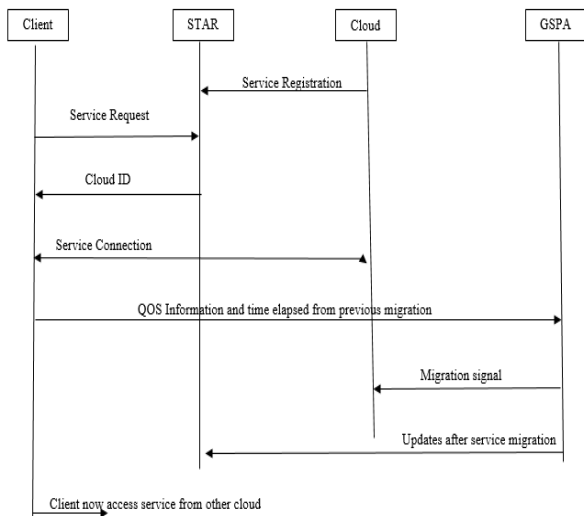 Client
STAR
Cloud
GSPA
Service Registration
Service Request
Cloud ID
Service Connection
QOS Information and time elapsed from previous migration
Migration signal
Updates after service migration
Client now access service from other cloud